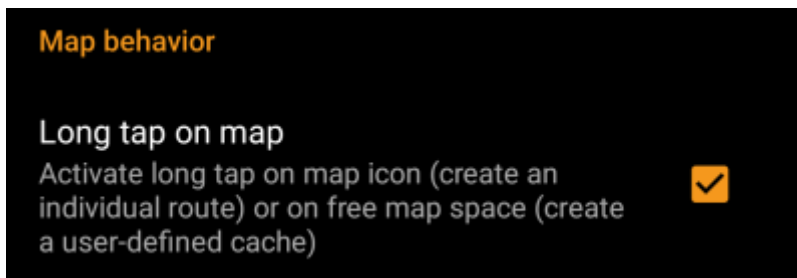 Map behavior
Long tap on map
Activate long tap on map icon (create an
individual route) or on free map space (create
a user-defined cache)